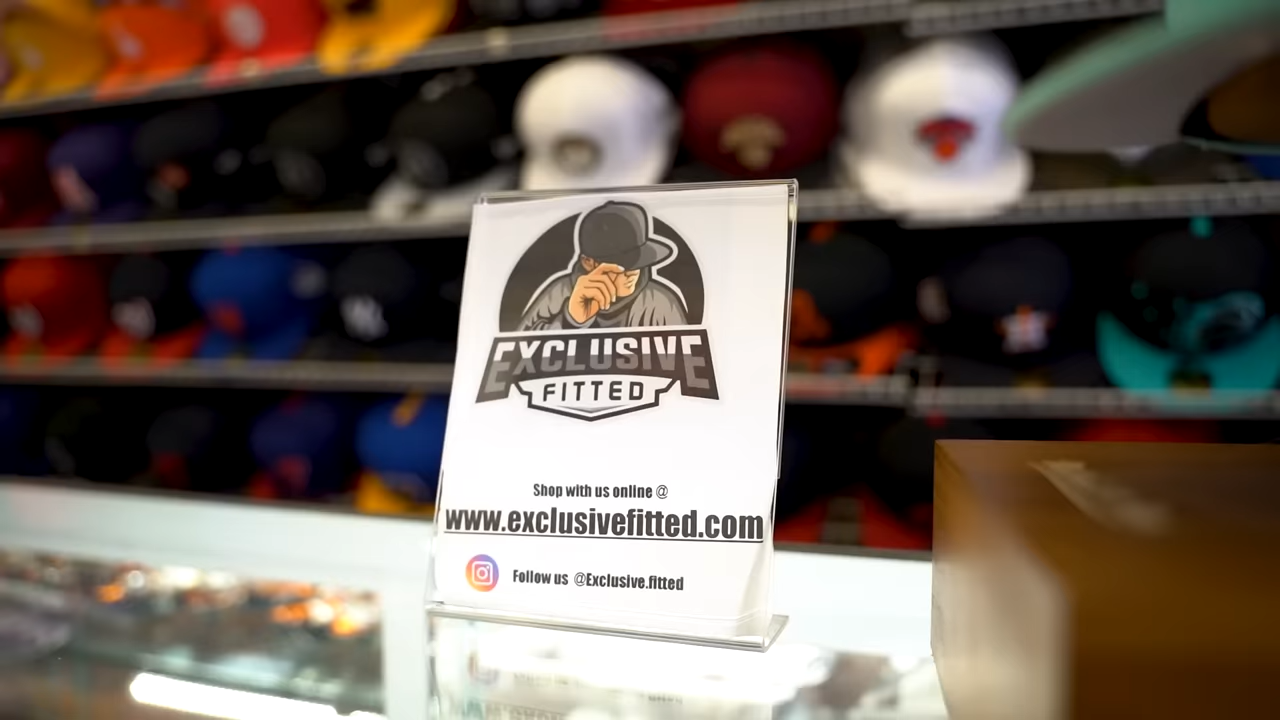 EXCLUSIVE
FITTED
Shop with us online @
www.exclusivefitted.com
Follow us @Exclusive.fitted